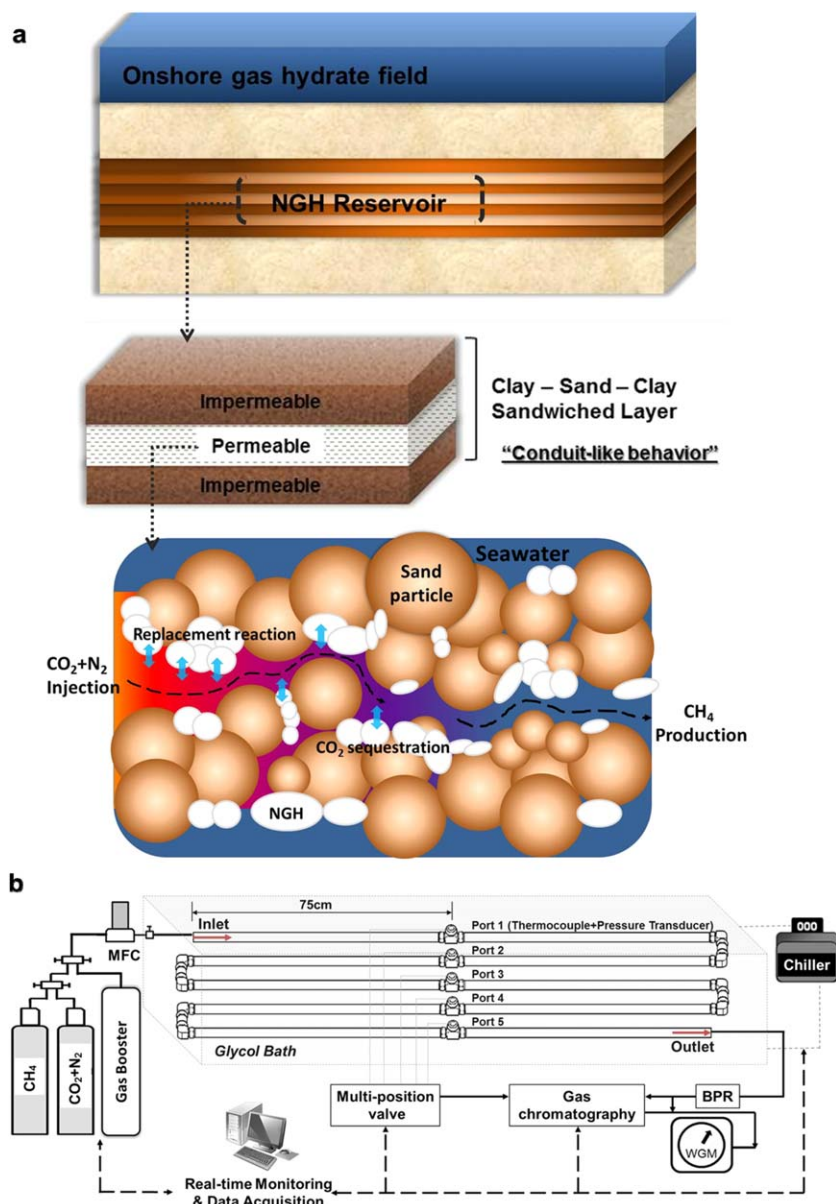 a
Onshore gas hydrate field
NGH Reservoir
Impermeable
Permeable
Impermeable
Clay – Sand – Clay
Sandwiched Layer
“Conduit-like behavior”
Seawater
Sand
particle
Replacement reaction
CO₂+N₂
Injection
CH₄
Production
CO₂ sequestration
NGH
b
75cm
Inlet
Port 1 (Thermocouple+Pressure Transducer)
Port 2
Port 3
Port 4
Port 5
MFC
000
Chiller
CH₄
CO₂+N₂
Gas Booster
Glycol Bath
Outlet
Multi-position
valve
Gas
chromatography
BPR
WGM
Real-time Monitoring
& Data Acquisition